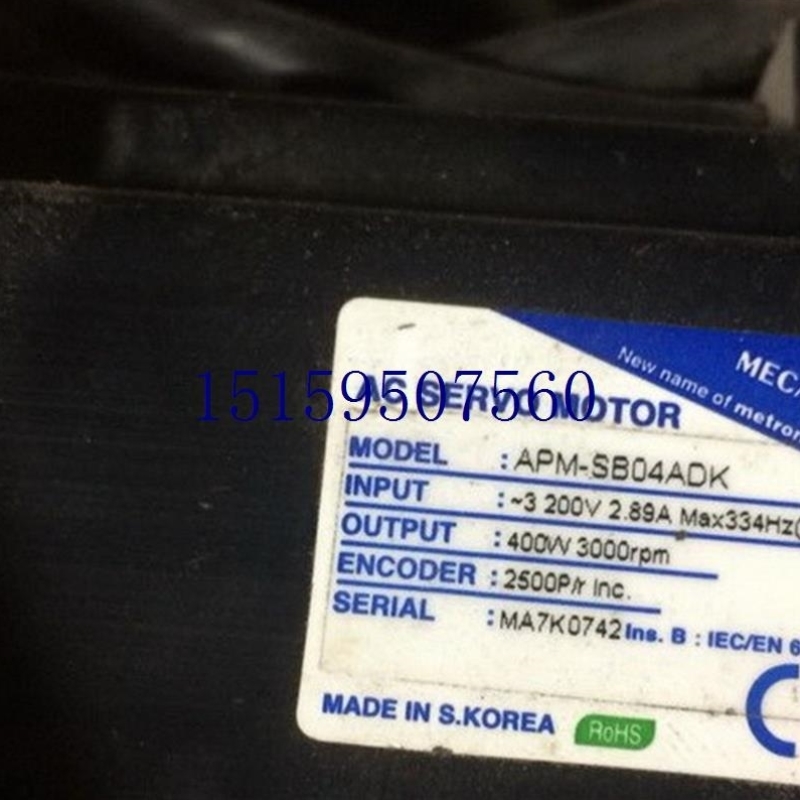 MECA
New name of metron
15159507560
AC SERVO MOTOR
MODEL : APM-SB04ADK
INPUT : ~3 200V 2.89A Max334Hz(
OUTPUT : 400W 3000rpm
ENCODER : 2500P/r Inc.
SERIAL : MA7K0742 Ins. B : IEC/EN 6
MADE IN S.KOREA RoHS